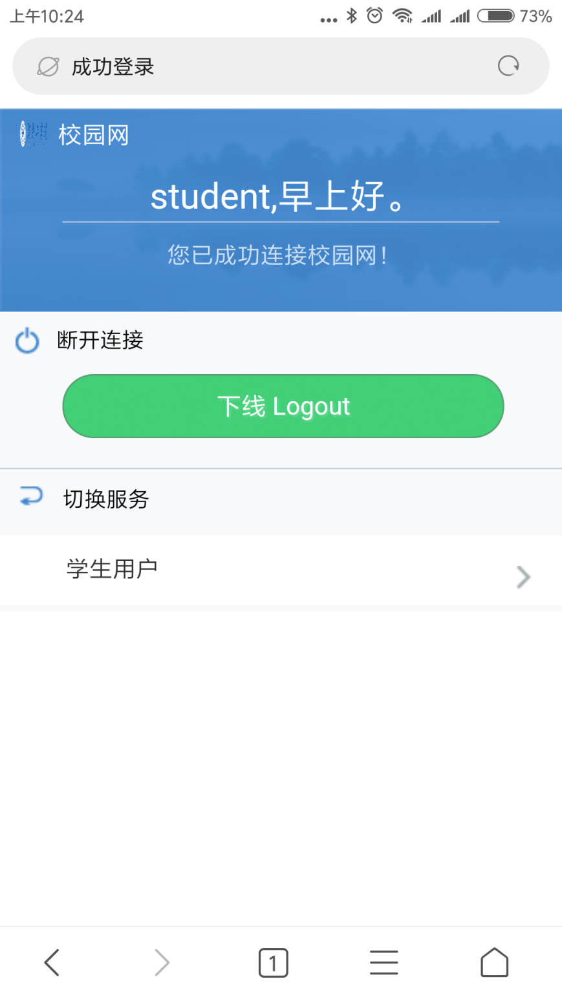 上午10:24
73%
成功登录
校园网
student,早上好。
您已成功连接校园网！
断开连接
下线 Logout
切换服务
学生用户
1